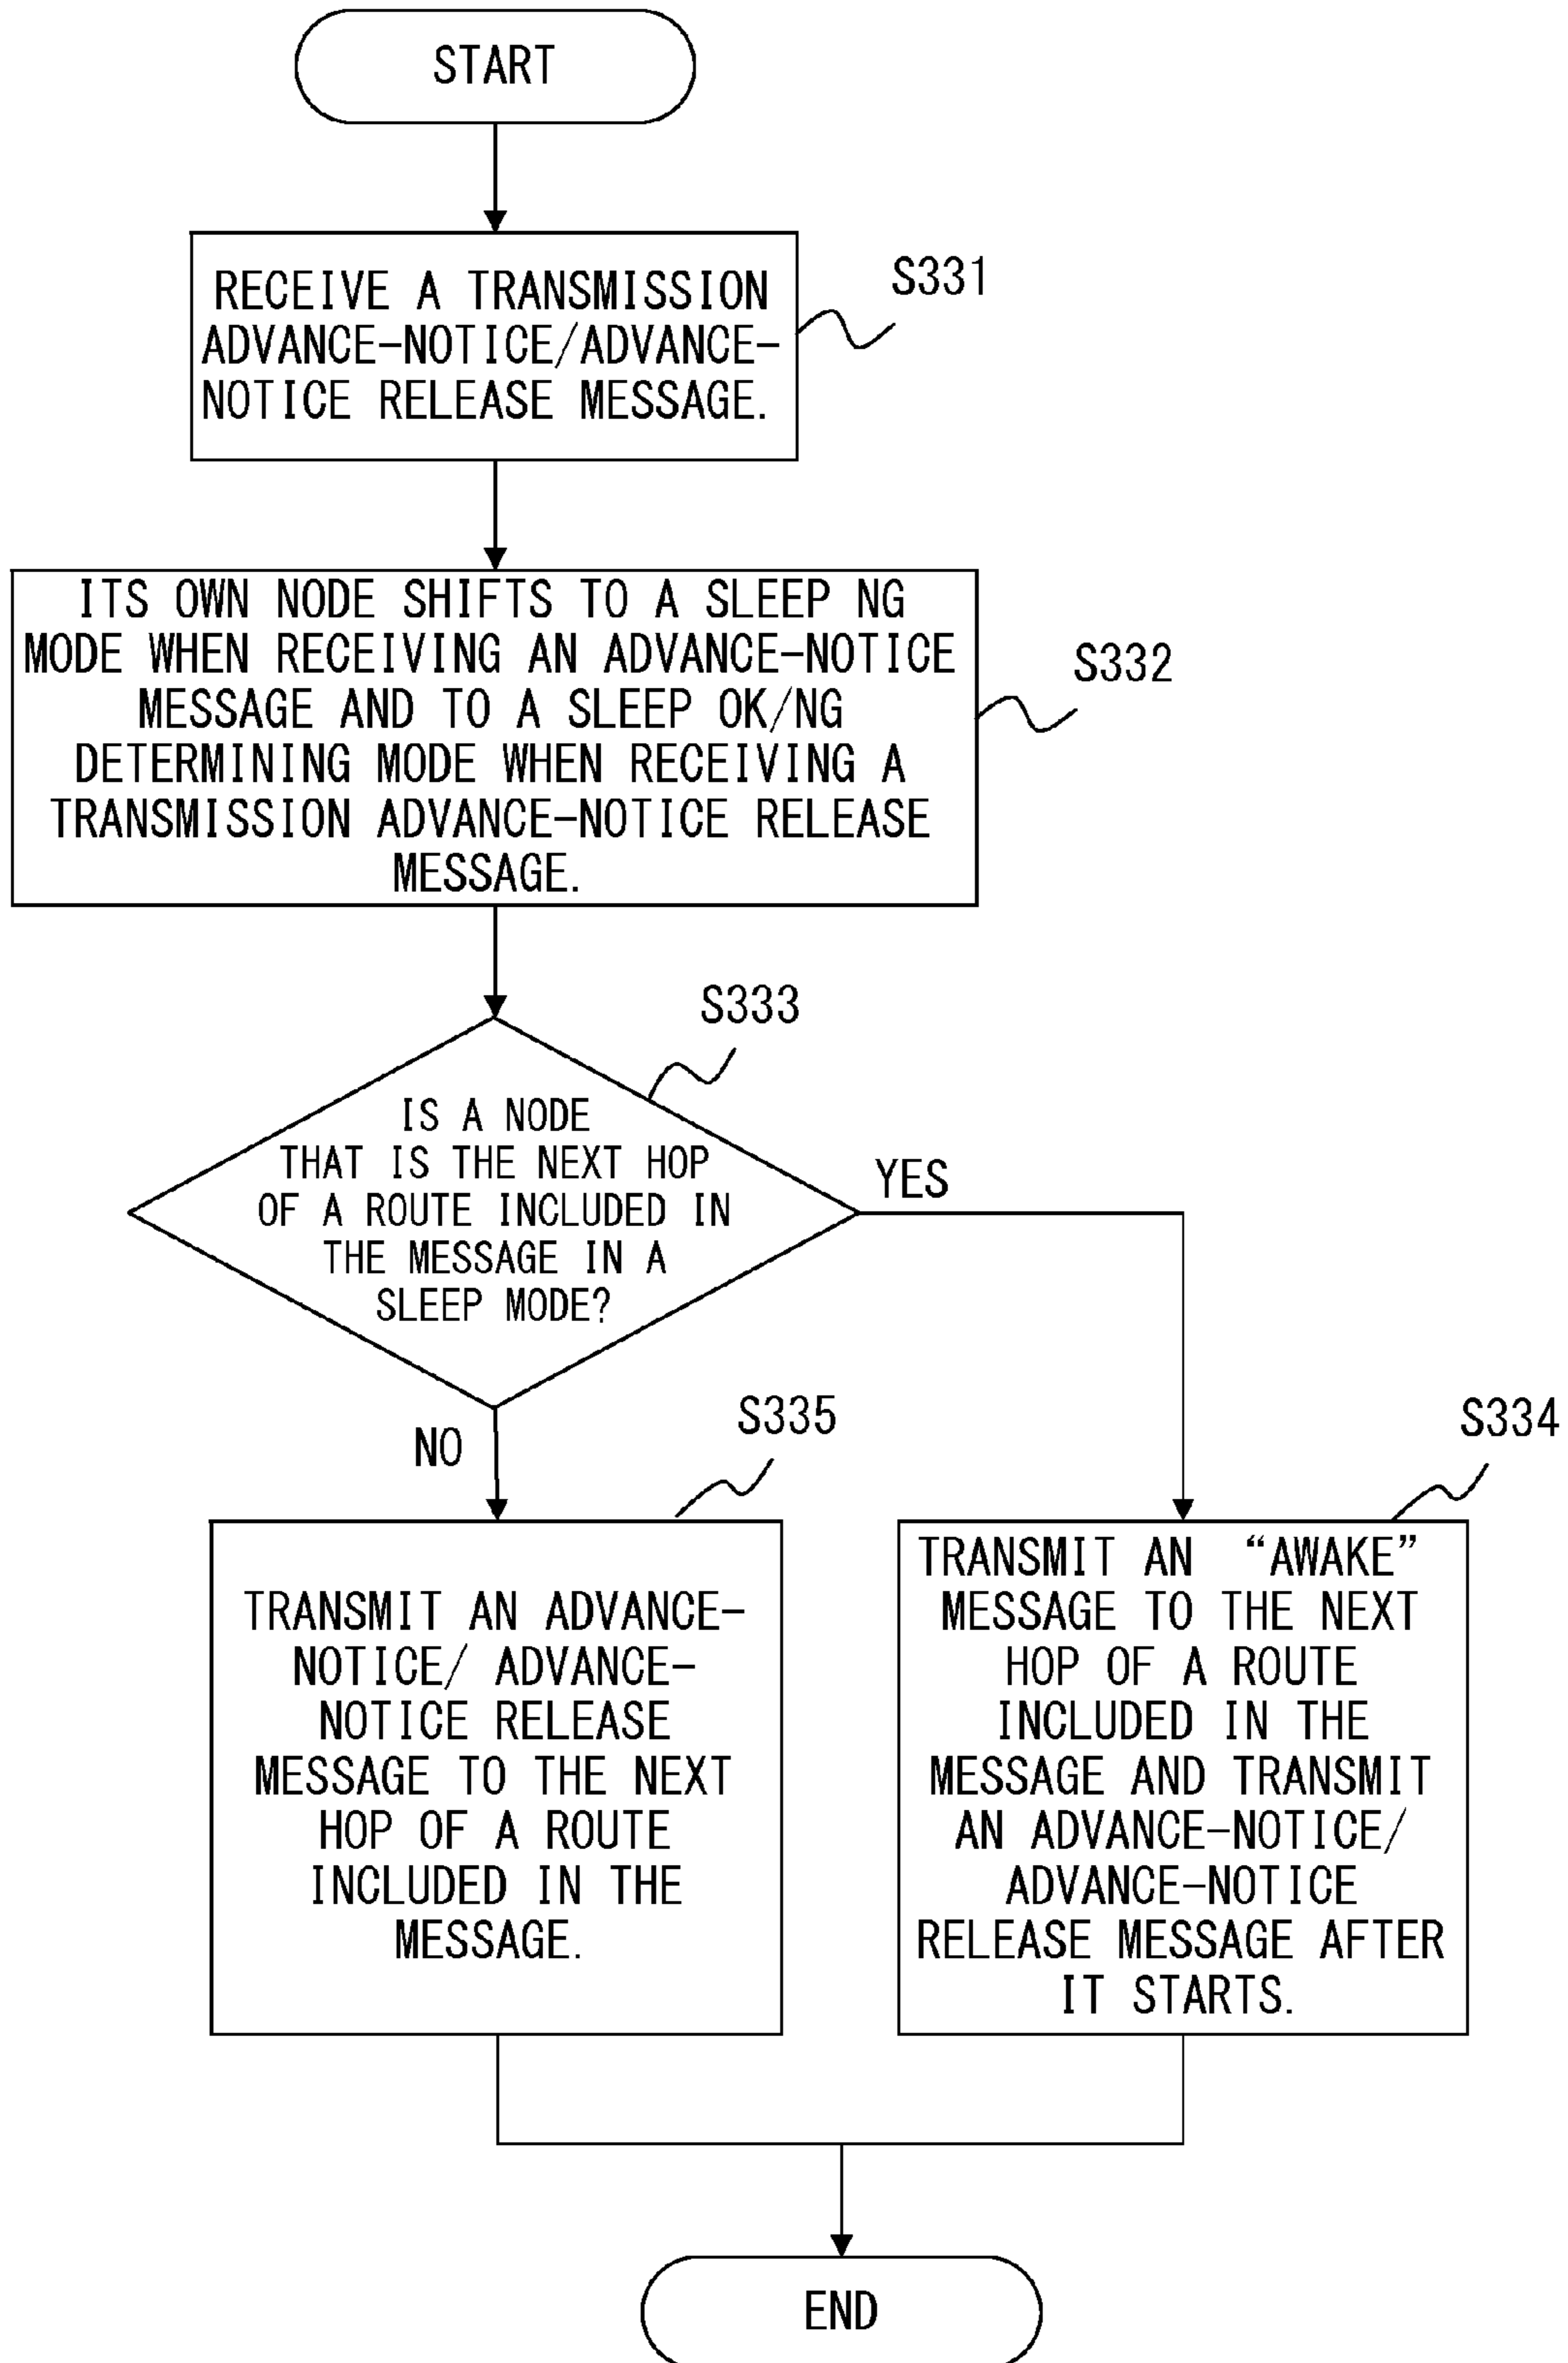 START
RECEIVE A TRANSMISSION
ADVANCE-NOTICE/ADVANCE-
NOTICE RELEASE MESSAGE.
S331
ITS OWN NODE SHIFTS TO A SLEEP NG
MODE WHEN RECEIVING AN ADVANCE-NOTICE
MESSAGE AND TO A SLEEP OK/NG
DETERMINING MODE WHEN RECEIVING A
TRANSMISSION ADVANCE-NOTICE RELEASE
MESSAGE.
S332
S333
IS A NODE
THAT IS THE NEXT HOP
OF A ROUTE INCLUDED IN
THE MESSAGE IN A
SLEEP MODE?
YES
NO
S335
TRANSMIT AN ADVANCE-
NOTICE/ ADVANCE-
NOTICE RELEASE
MESSAGE TO THE NEXT
HOP OF A ROUTE
INCLUDED IN THE
MESSAGE.
S334
TRANSMIT AN “AWAKE”
MESSAGE TO THE NEXT
HOP OF A ROUTE
INCLUDED IN THE
MESSAGE AND TRANSMIT
AN ADVANCE-NOTICE/
ADVANCE-NOTICE
RELEASE MESSAGE AFTER
IT STARTS.
END